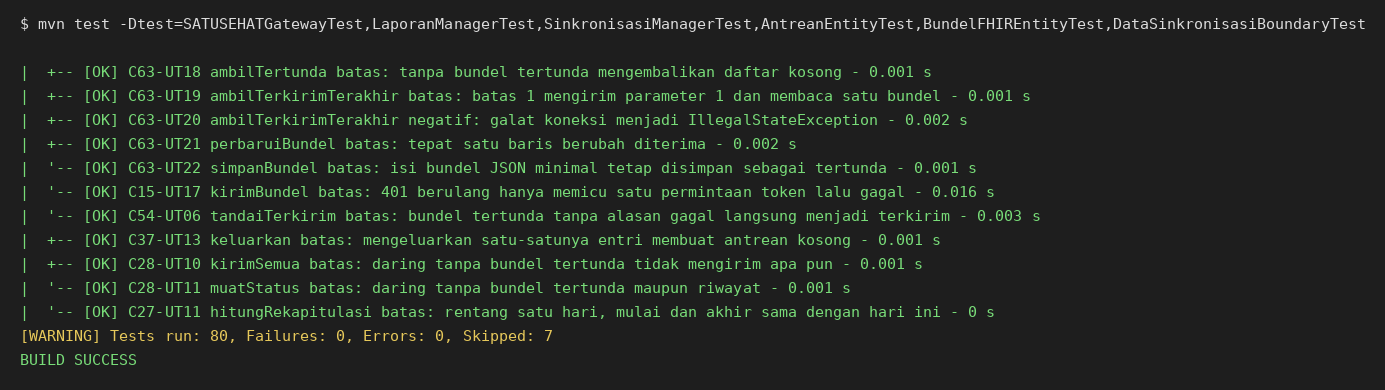 $ mvn test -Dtest=SATUSEHATGatewayTest,LaporanManagerTest,SinkronisasiManagerTest,AntreanEntityTest,BundelFHIREntityTest,DataSinkronisasiBoundaryTest
|  +-- [OK] C63-UT18 ambilTertunda batas: tanpa bundel tertunda mengembalikan daftar kosong - 0.001 s
|  +-- [OK] C63-UT19 ambilTerkirimTerakhir batas: batas 1 mengirim parameter 1 dan membaca satu bundel - 0.001 s
|  +-- [OK] C63-UT20 ambilTerkirimTerakhir negatif: galat koneksi menjadi IllegalStateException - 0.002 s
|  +-- [OK] C63-UT21 perbaruiBundel batas: tepat satu baris berubah diterima - 0.002 s
|  '-- [OK] C63-UT22 simpanBundel batas: isi bundel JSON minimal tetap disimpan sebagai tertunda - 0.001 s
|  '-- [OK] C15-UT17 kirimBundel batas: 401 berulang hanya memicu satu permintaan token lalu gagal - 0.016 s
|  '-- [OK] C54-UT06 tandaiTerkirim batas: bundel tertunda tanpa alasan gagal langsung menjadi terkirim - 0.003 s
|  +-- [OK] C37-UT13 keluarkan batas: mengeluarkan satu-satunya entri membuat antrean kosong - 0.001 s
|  +-- [OK] C28-UT10 kirimSemua batas: daring tanpa bundel tertunda tidak mengirim apa pun - 0.001 s
|  '-- [OK] C28-UT11 muatStatus batas: daring tanpa bundel tertunda maupun riwayat - 0.001 s
|  '-- [OK] C27-UT11 hitungRekapitulasi batas: rentang satu hari, mulai dan akhir sama dengan hari ini - 0 s
[WARNING] Tests run: 80, Failures: 0, Errors: 0, Skipped: 7
BUILD SUCCESS